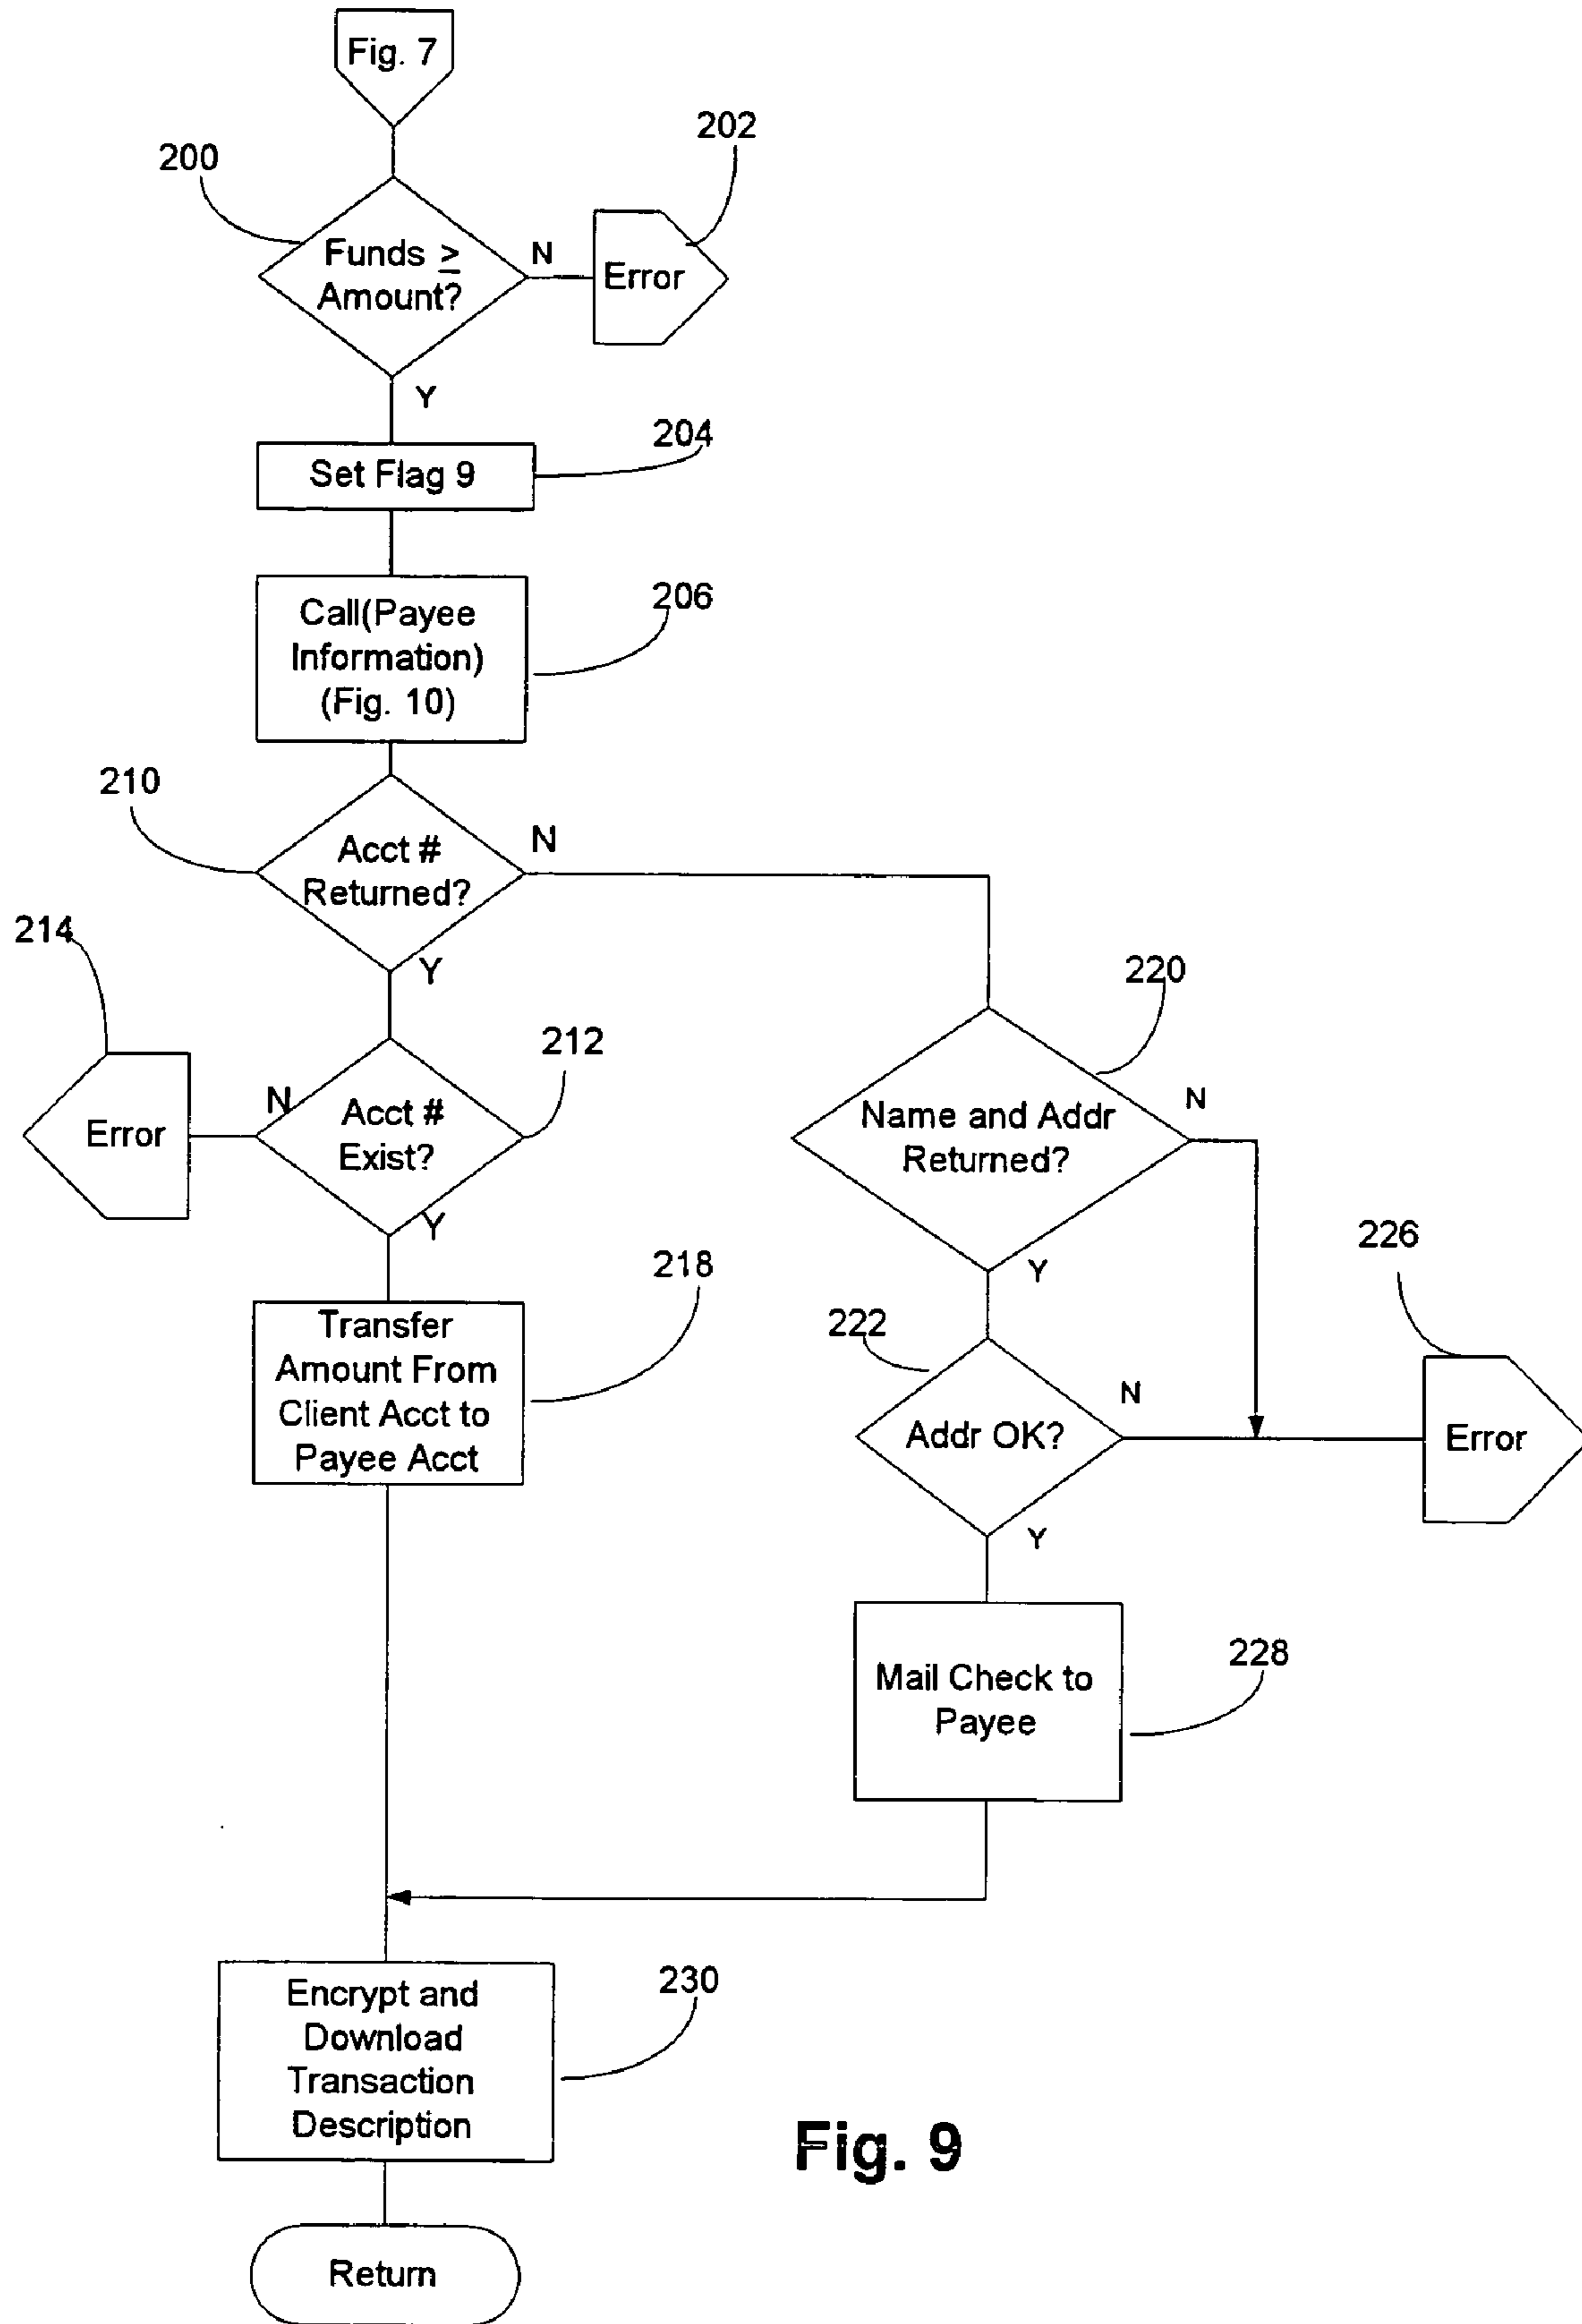 Fig. 7
202
200
Funds ≥
Amount?
N
Error
Y
204
Set Flag 9
206
Call(Payee
Information)
(Fig. 10)
210
Acct #
Returned?
N
Y
214
212
220
N
Error
Acct #
Exist?
Y
Name and Addr
Returned?
N
Y
218
Transfer
Amount From
Client Acct to
Payee Acct
222
226
Addr OK?
N
Error
Y
Mail Check to
Payee
228
230
Encrypt and
Download
Transaction
Description
Fig. 9
Return